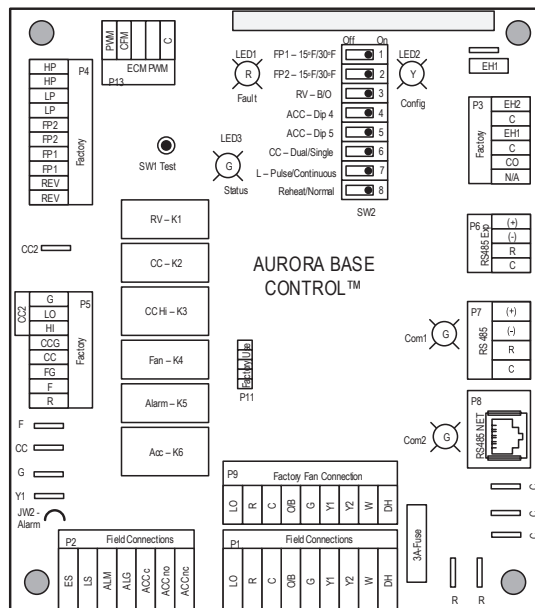 PWM
CFM
C
ECM PWM
P13
P4
HP
HP
LP
LP
FP2
FP2
FP1
FP1
REV
REV
Factory
LED1
R
Fault
SW1 Test
LED3
G
Status
Off On
FP1 – 15°F/30°F 1
FP2 – 15°F/30°F 2
RV – B/O 3
ACC – Dip 4 4
ACC – Dip 5 5
CC – Dual/Single 6
L – Pulse/Continuous 7
Reheat/Normal 8
SW2
LED2
Y
Config
EH1
P3
Factory
EH2
C
EH1
C
CO
N/A
CC2
RV – K1
CC – K2
CC Hi – K3
Fan – K4
Alarm – K5
Acc – K6
AURORA BASE
CONTROL™
P6
RS485 Exp
(+)
(-)
R
C
CC2
P5
G
LO
HI
CCG
CC
FG
F
R
Factory
Factory Use
P11
Com1
G
P7
RS 485
(+)
(-)
R
C
Com2
G
P8
RS485 NET
F
CC
G
Y1
JW2 -
Alarm
P9 Factory Fan Connection
LO
R
C
O/B
G
Y1
Y2
W
DH
3A-Fuse
C
C
C
P2 Field Connections
ES
LS
ALM
ALG
ACC c
ACC no
ACC nc
P1 Field Connections
LO
R
C
O/B
G
Y1
Y2
W
DH
R
R